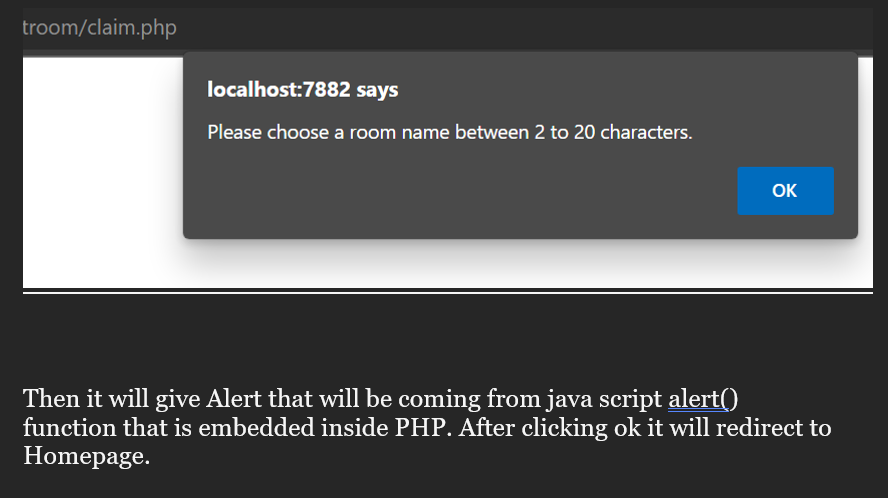 troom/claim.php
localhost:7882 says
Please choose a room name between 2 to 20 characters.
OK
Then it will give Alert that will be coming from java script alert()
function that is embedded inside PHP. After clicking ok it will redirect to
Homepage.